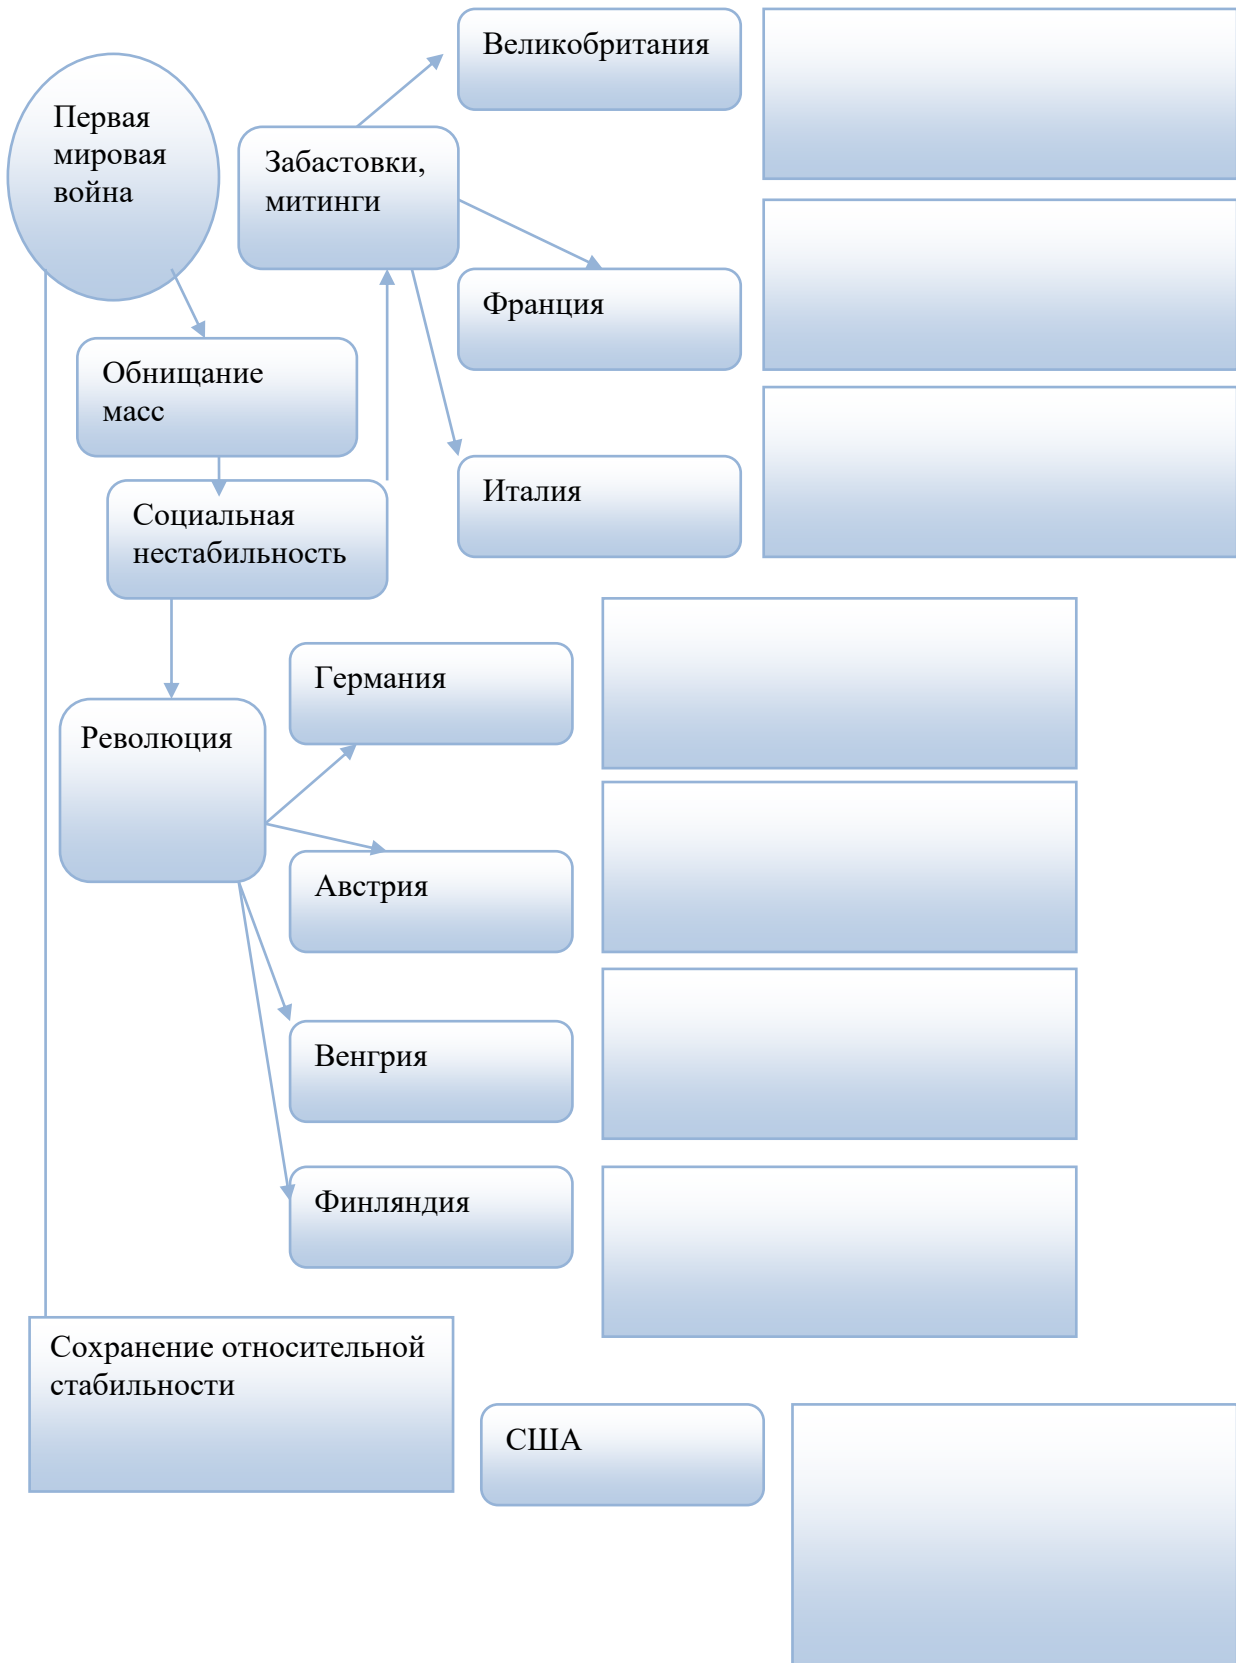 Великобритания
Первая
мировая
война
Забастовки,
митинги
Франция
Обнищание
масс
Италия
Социальная
нестабильность
Германия
Революция
Австрия
Венгрия
Финляндия
Сохранение относительной
стабильности
США